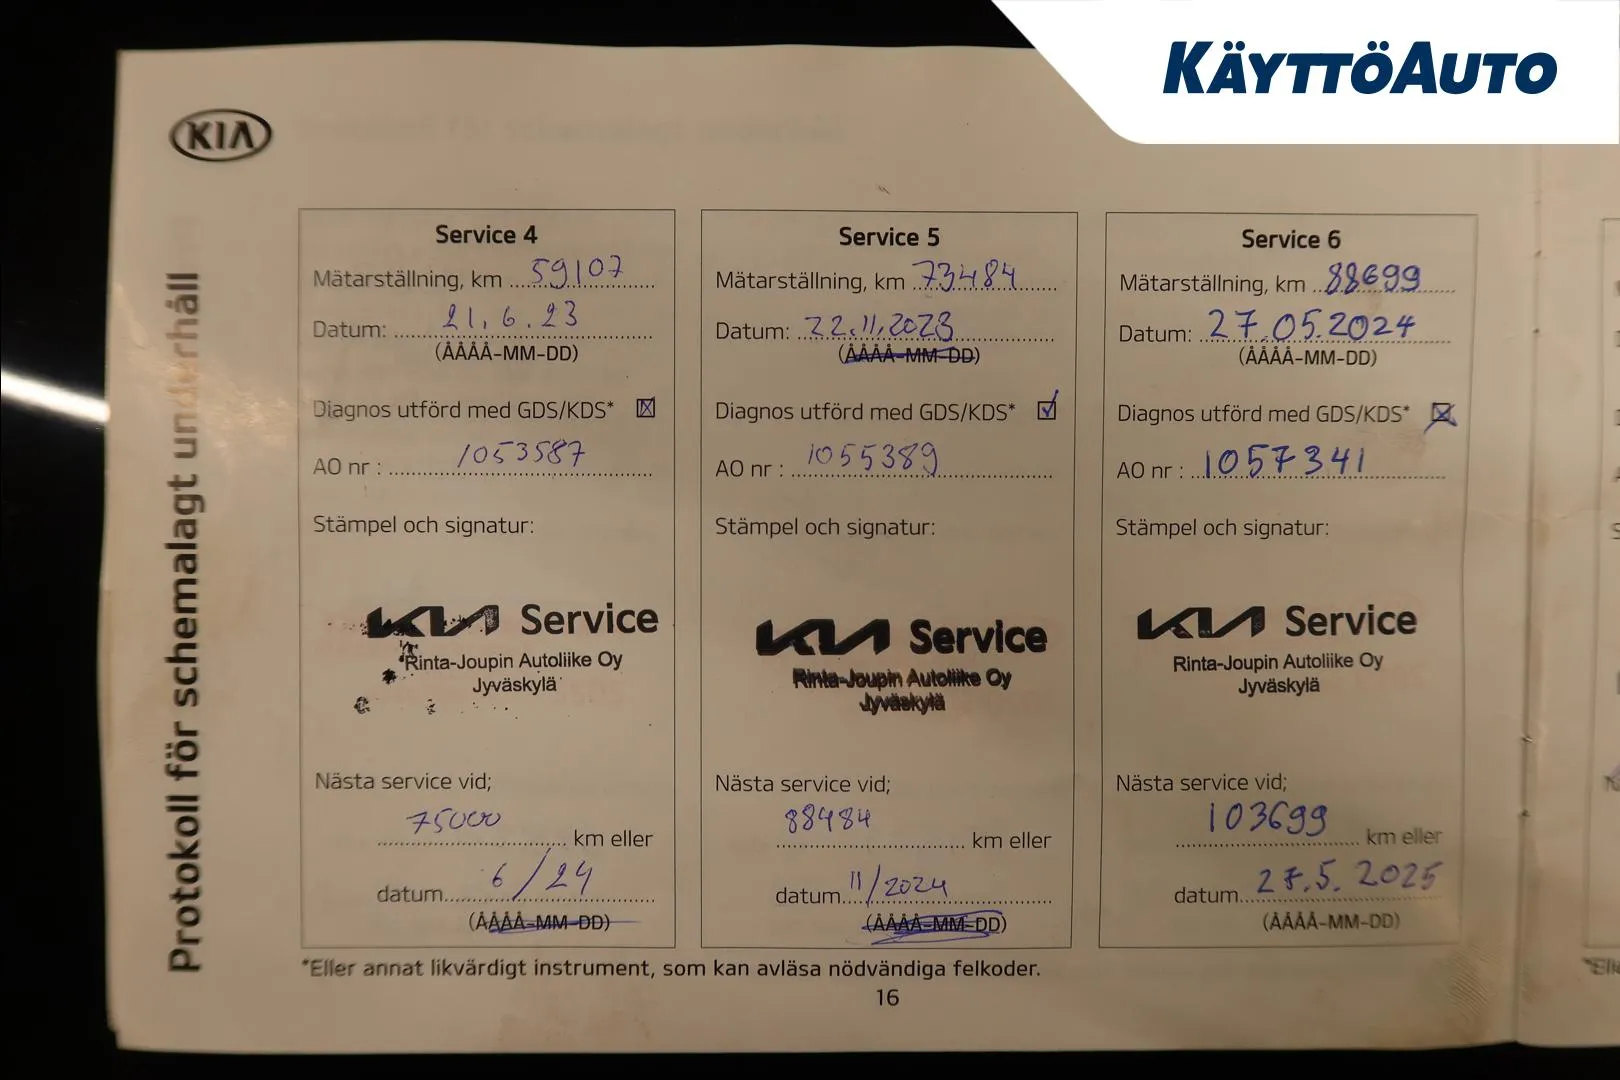 KÄYTTÖAUTO
KIA
Protokoll för schemalagt underhåll
Service 4
Mätarställning, km 59107
Datum: 21.6.23
(ÅÅÅÅ-MM-DD)
Diagnos utförd med GDS/KDS* ☒
AO nr : 1053587
Stämpel och signatur:
KIA Service
Rinta-Joupin Autoliike Oy
Jyväskylä
Nästa service vid;
75000 km eller
datum 6/24
(ÅÅÅÅ-MM-DD)
Service 5
Mätarställning, km 73484
Datum: 22.11.2023
(ÅÅÅÅ-MM-DD)
Diagnos utförd med GDS/KDS* ☑
AO nr : 1055389
Stämpel och signatur:
KIA Service
Rinta-Joupin Autoliike Oy
Jyväskylä
Nästa service vid;
88484 km eller
datum 11/2024
(ÅÅÅÅ-MM-DD)
Service 6
Mätarställning, km 88699
Datum: 27.05.2024
(ÅÅÅÅ-MM-DD)
Diagnos utförd med GDS/KDS* ☒
AO nr : 1057341
Stämpel och signatur:
KIA Service
Rinta-Joupin Autoliike Oy
Jyväskylä
Nästa service vid;
103699 km eller
datum 27.5.2025
(ÅÅÅÅ-MM-DD)
*Eller annat likvärdigt instrument, som kan avläsa nödvändiga felkoder.
16